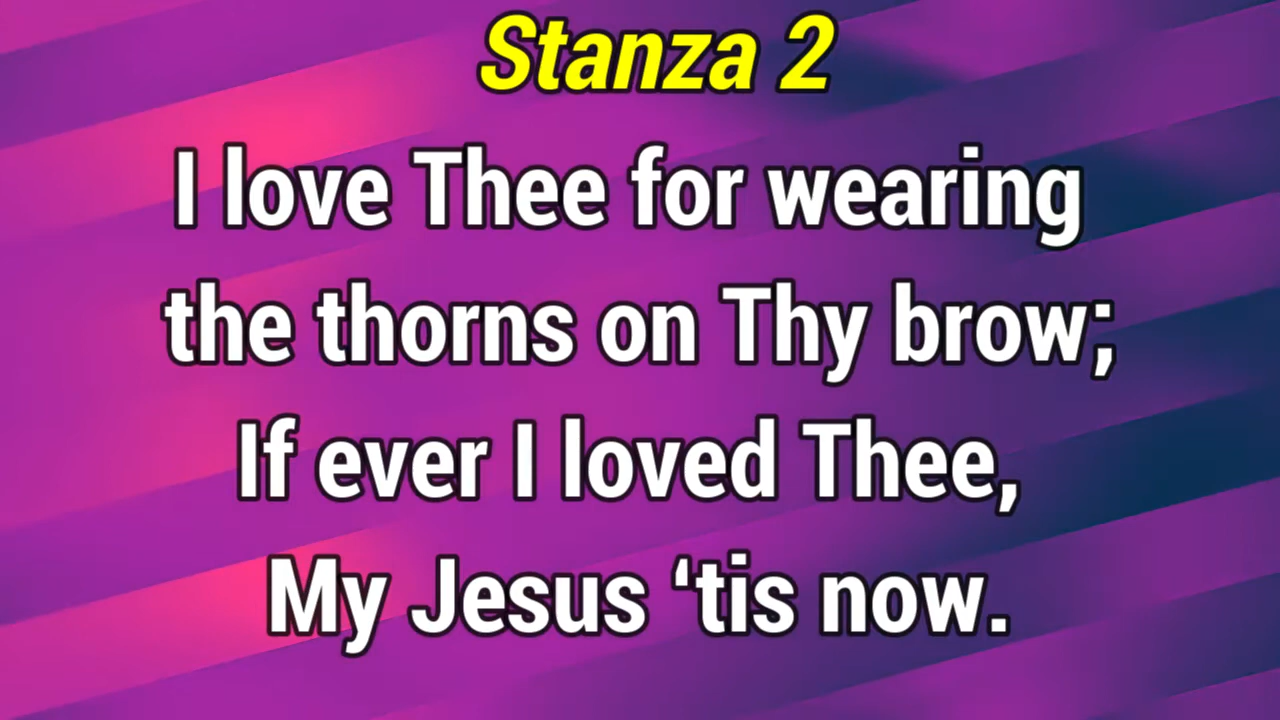 Stanza 2
I love Thee for wearing
the thorns on Thy brow;
If ever I loved Thee,
My Jesus ‘tis now.